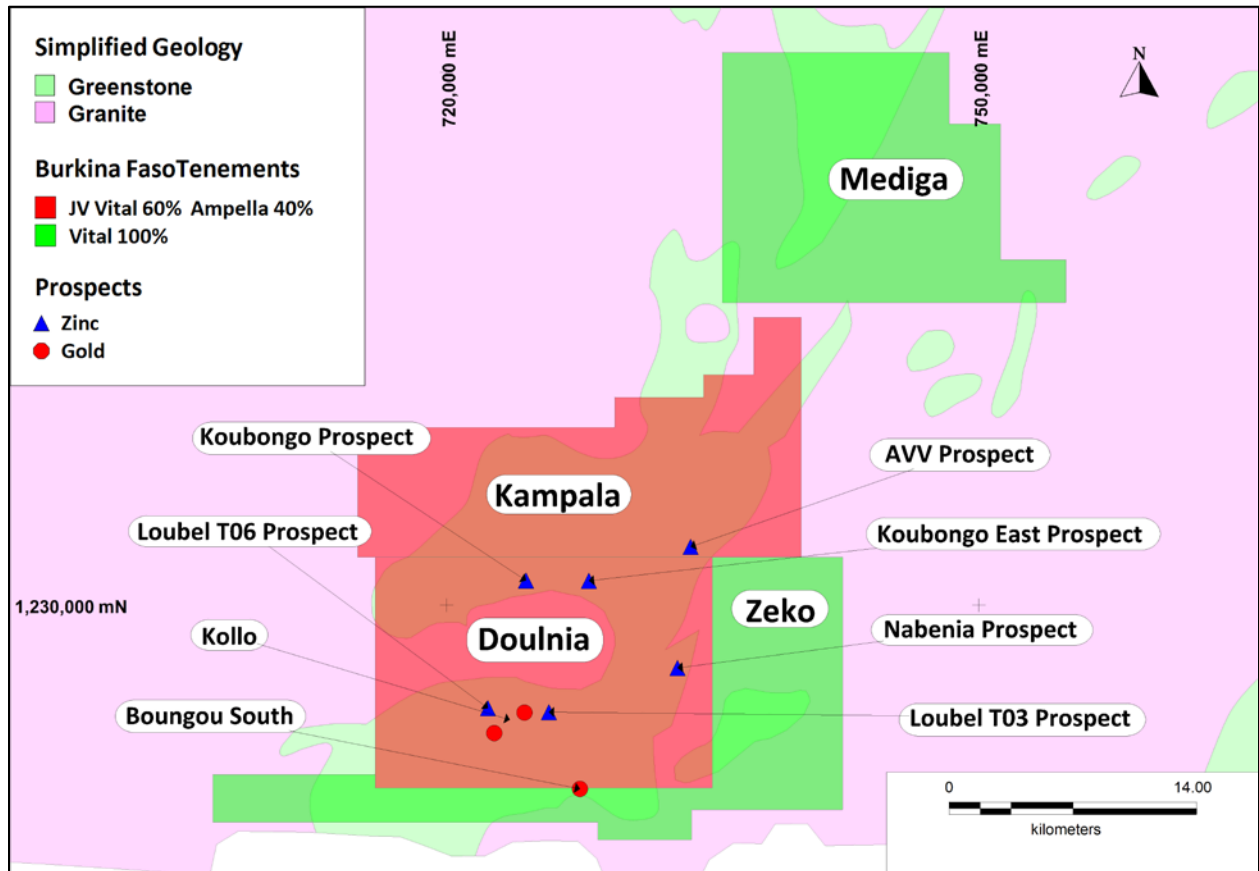 Simplified Geology
Greenstone
Granite
Burkina FasoTenements
JV Vital 60% Ampella 40%
Vital 100%
Prospects
Zinc
Gold
720,000 mE
750,000 mE
N
Mediga
Koubongo Prospect
AVV Prospect
Kampala
Loubel T06 Prospect
Koubongo East Prospect
1,230,000 mN
Zeko
Kollo
Doulnia
Nabenia Prospect
Boungou South
Loubel T03 Prospect
0 14.00
kilometers